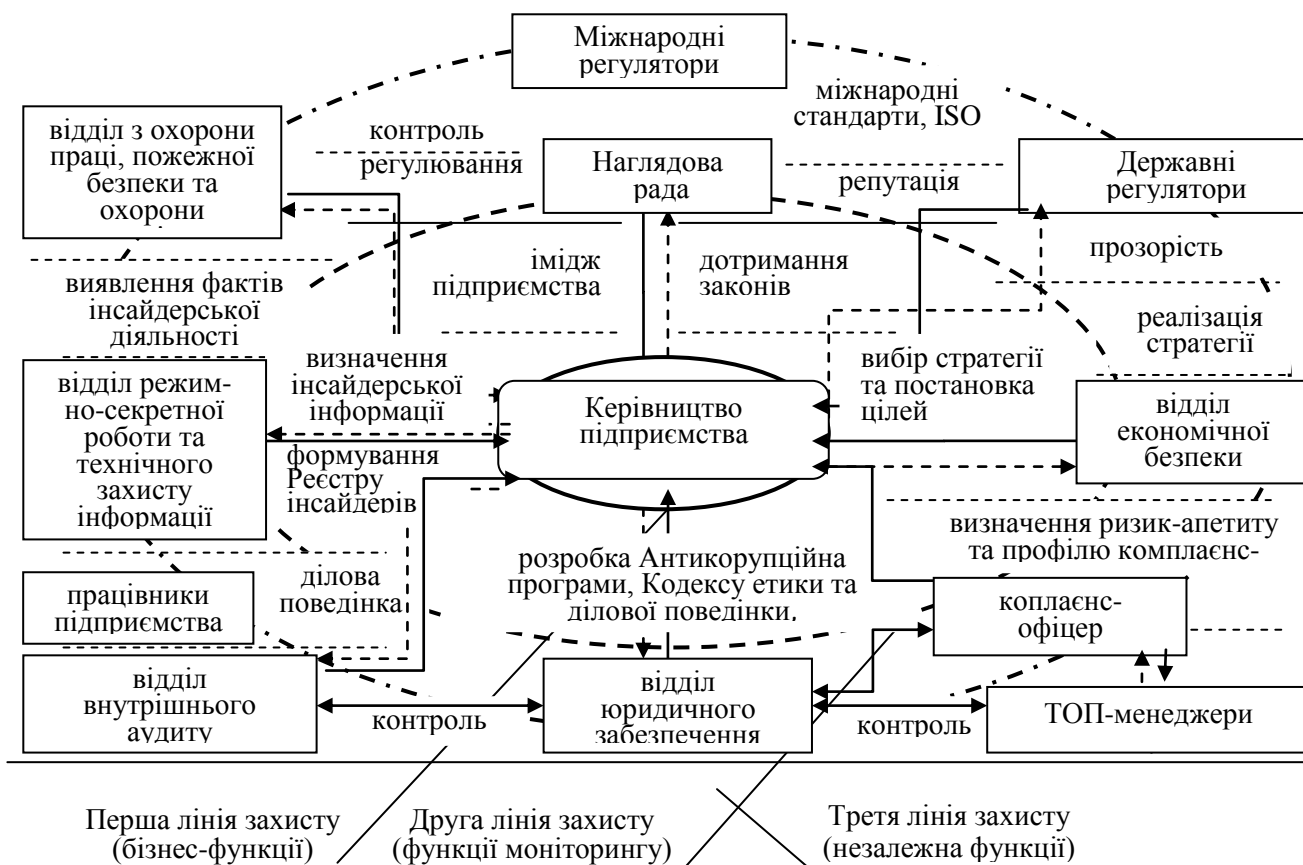 Міжнародні
регулятори
міжнародні
стандарти, ISO
відділ з охорони
праці, пожежної
безпеки та
охорони
контроль
регулювання
Наглядова
рада
репутація
Державні
регулятори
прозорість
імідж
підприємства
дотримання
законів
виявлення фактів
інсайдерської
діяльності
реалізація
стратегії
визначення
інсайдерської
інформації
вибір стратегії
та постановка
цілей
відділ режим-
но-секретної
роботи та
технічного
захисту
інформації
Керівництво
підприємства
відділ
економічної
безпеки
формування
Реєстру
інсайдерів
визначення ризик-апетиту
та профілю комплаєнс-
розробка Антикорупційна
програми, Кодексу етики та
ділової поведінки.
ділова
поведінка
працівники
підприємства
коплаєнс-
офіцер
відділ
внутрішнього
аудиту
контроль
відділ
юридичного
забезпечення
контроль
ТОП-менеджери
Перша лінія захисту
(бізнес-функції)
Друга лінія захисту
(функції моніторингу)
Третя лінія захисту
(незалежна функції)